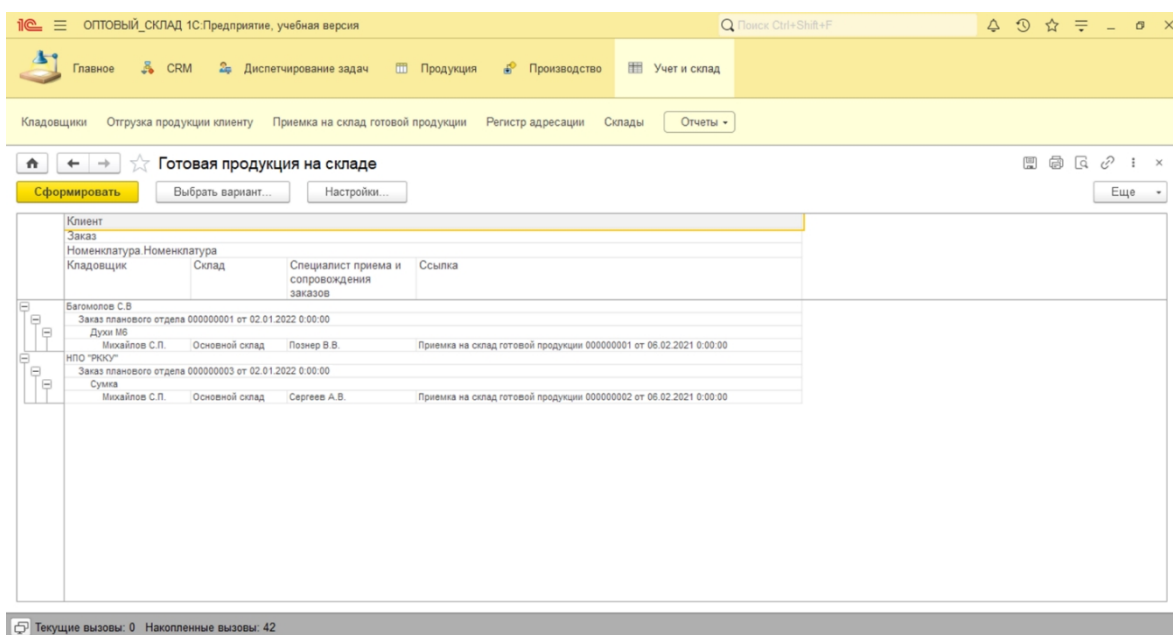 1С ОПТОВЫЙ_СКЛАД 1С:Предприятие, учебная версия Поиск Ctrl+Shift+F
Главное CRM Диспетчирование задач Продукция Производство Учет и склад
Кладовщики Отгрузка продукции клиенту Приемка на склад готовой продукции Регистр адресации Склады Отчеты
Готовая продукция на складе
Сформировать Выбрать вариант... Настройки... Еще
Клиент
Заказ
Номенклатура.Номенклатура
Кладовщик Склад Специалист приема и Ссылка
сопровождения
заказов
Багомолов С.В
Заказ планового отдела 000000001 от 02.01.2022 0:00:00
Духи М6
Михайлов С.П. Основной склад Познер В.В. Приемка на склад готовой продукции 000000001 от 06.02.2021 0:00:00
НПО "РККУ"
Заказ планового отдела 000000003 от 02.01.2022 0:00:00
Сумка
Михайлов С.П. Основной склад Сергеев А.В. Приемка на склад готовой продукции 000000002 от 06.02.2021 0:00:00
Текущие вызовы: 0 Накопленные вызовы: 42